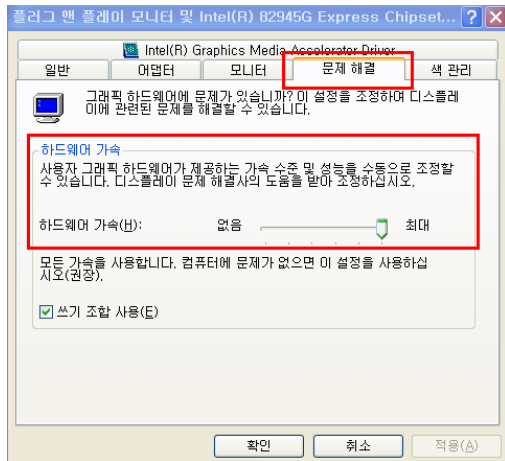 플러그 앤 플레이 모니터 및 Intel(R) 82945G Express Chipset...
Intel(R) Graphics Media Accelerator Driver
일반 어댑터 모니터 문제 해결 색 관리
그래픽 하드웨어에 문제가 있습니까? 이 설정을 조정하여 디스플레
이에 관련된 문제를 해결할 수 있습니다.
하드웨어 가속
사용자 그래픽 하드웨어가 제공하는 가속 수준 및 성능을 수동으로 조정할
수 있습니다. 디스플레이 문제 해결사의 도움을 받아 조정하십시오.
하드웨어 가속(H): 없음 최대
모든 가속을 사용합니다. 컴퓨터에 문제가 없으면 이 설정을 사용하십
시오(권장).
쓰기 조합 사용(E)
확인 취소 적용(A)